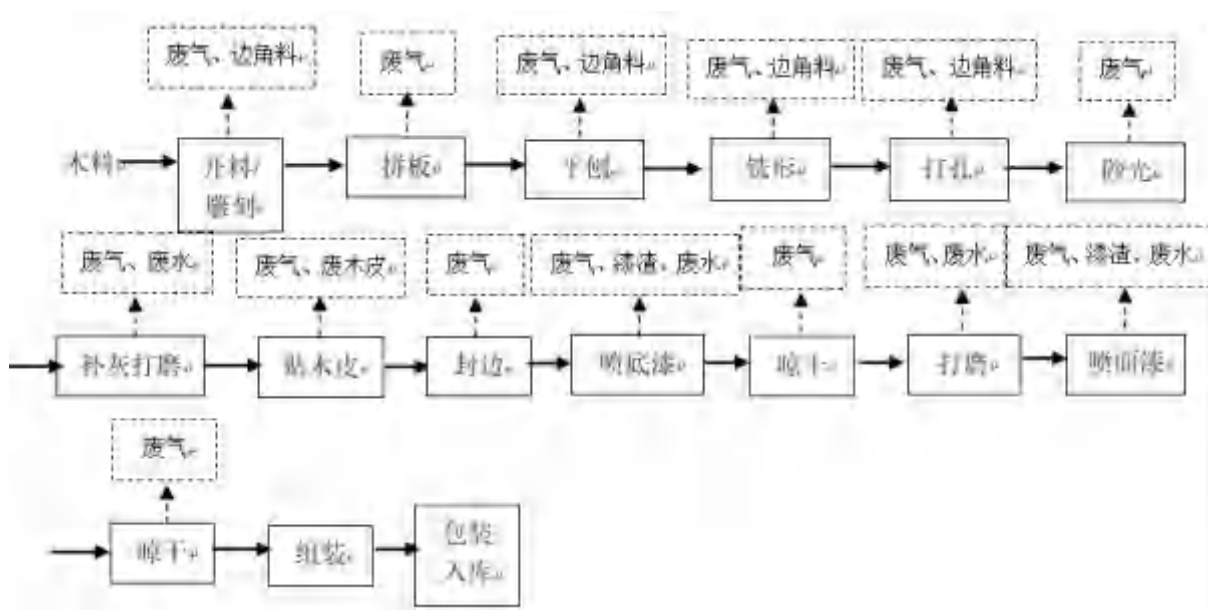 废气、边角料
废气
废气、边角料
废气、边角料
废气、边角料
废气
木料
开料/
雕刻
拼板
平刨
铣形
打孔
砂光
废气、废水
废气、废木皮
废气
废气、漆渣、废水
废气
废气、废水
废气、漆渣、废水
补灰打磨
贴木皮
封边
喷底漆
晾干
打磨
喷面漆
废气
晾干
组装
包装
入库